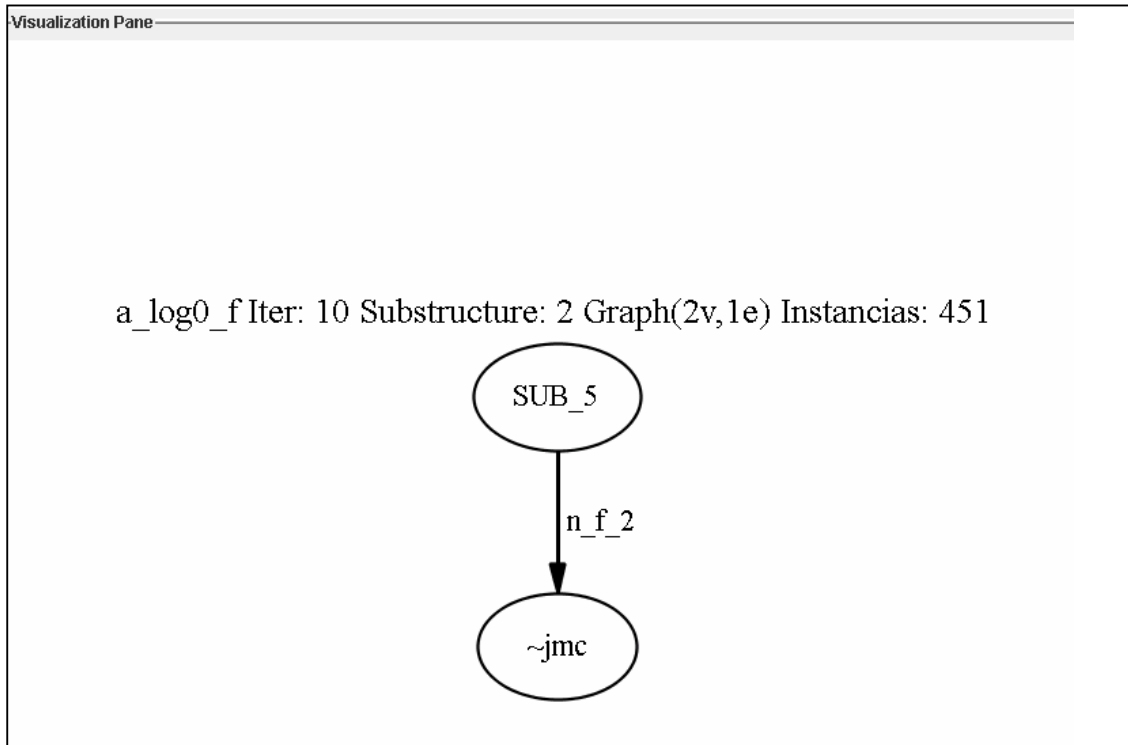 Visualization Pane
a_log0_f Iter: 10 Substructure: 2 Graph(2v,1e) Instancias: 451
SUB_5
n_f_2
~jmc